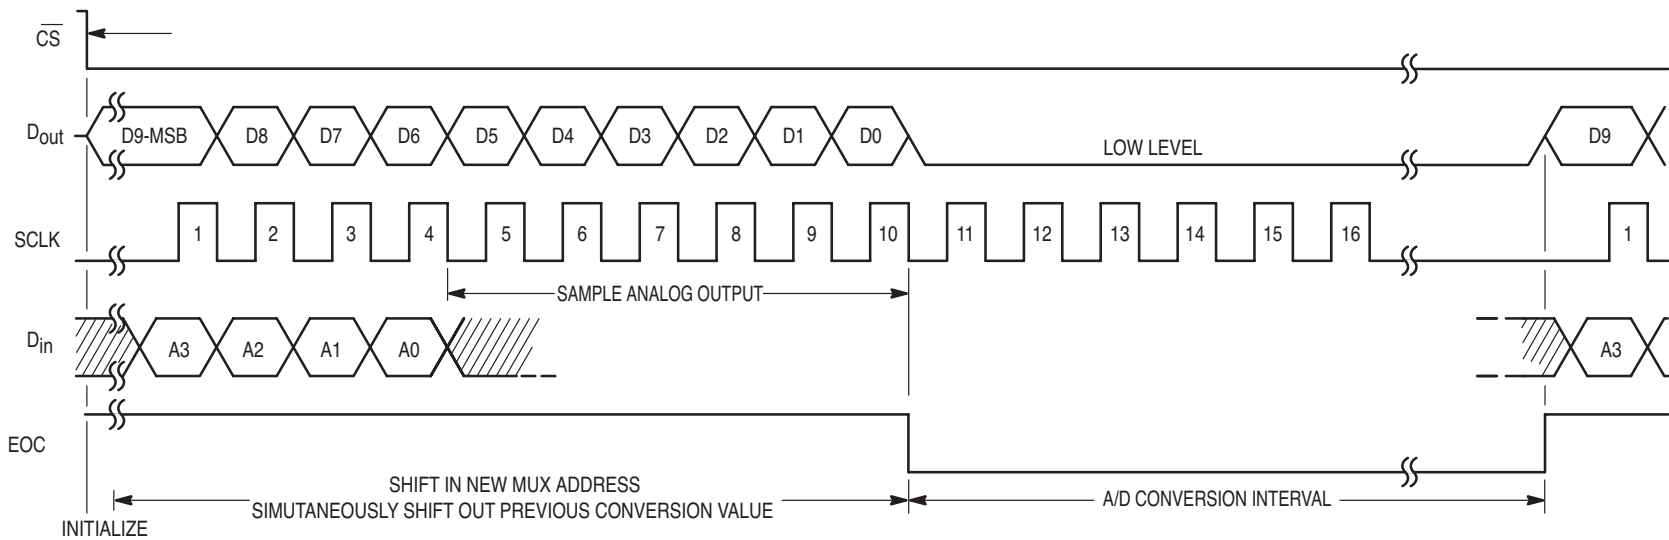 CS
Dout
D9-MSB D8 D7 D6 D5 D4 D3 D2 D1 D0 LOW LEVEL D9
SCLK
1 2 3 4 5 6 7 8 9 10 11 12 13 14 15 16 1
SAMPLE ANALOG OUTPUT
Din
A3 A2 A1 A0 A3
EOC
SHIFT IN NEW MUX ADDRESS
SIMUTANEOUSLY SHIFT OUT PREVIOUS CONVERSION VALUE
A/D CONVERSION INTERVAL
INITIALIZE